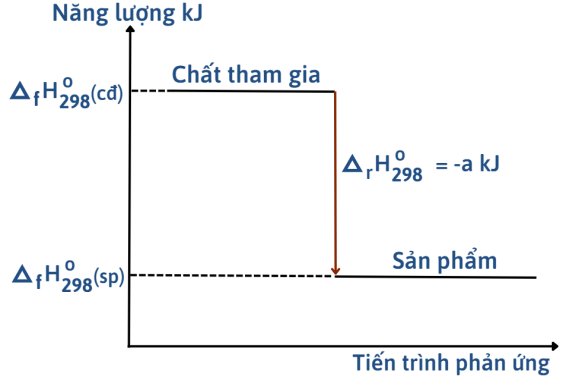 Năng lượng kJ
Chất tham gia
ΔfH°298(cđ)
ΔrH°298 = -a kJ
Sản phẩm
ΔfH°298(sp)
Tiến trình phản ứng